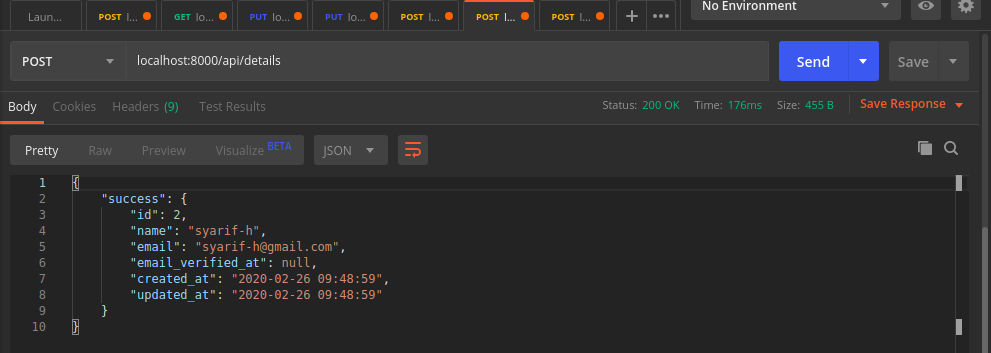 Laun... POST l... GET lo... PUT lo... PUT lo... POST l... POST l... POST l... + ••• No Environment
POST localhost:8000/api/details Send Save
Body Cookies Headers (9) Test Results Status: 200 OK Time: 176ms Size: 455 B Save Response
Pretty Raw Preview Visualize BETA JSON
1 {
2 "success": {
3 "id": 2,
4 "name": "syarif-h",
5 "email": "syarif-h@gmail.com",
6 "email_verified_at": null,
7 "created_at": "2020-02-26 09:48:59",
8 "updated_at": "2020-02-26 09:48:59"
9 }
10 }